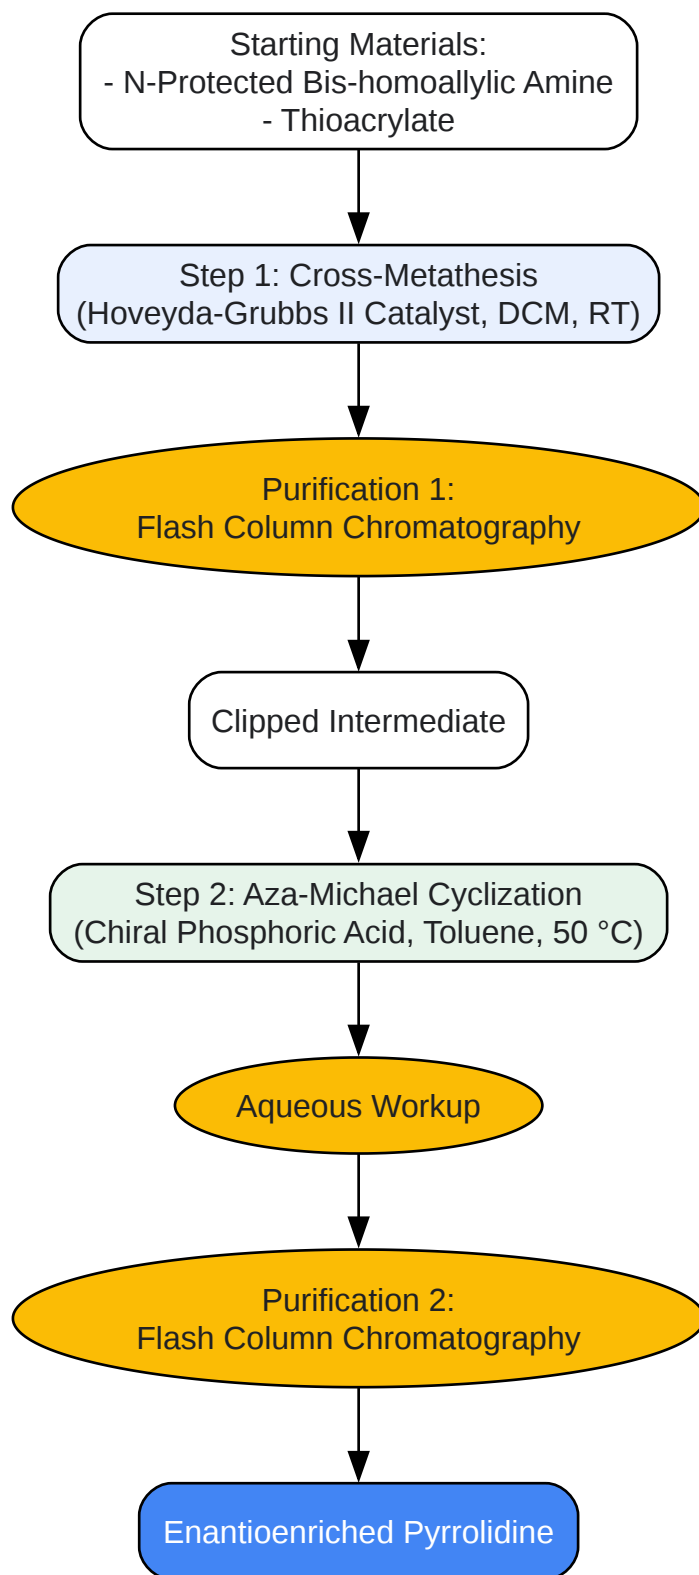 Starting Materials:
- N-Protected Bis-homoallylic Amine
- Thioacrylate
Step 1: Cross-Metathesis
(Hoveyda-Grubbs II Catalyst, DCM, RT)
Purification 1:
Flash Column Chromatography
Clipped Intermediate
Step 2: Aza-Michael Cyclization
(Chiral Phosphoric Acid, Toluene, 50 °C)
Aqueous Workup
Purification 2:
Flash Column Chromatography
Enantioenriched Pyrrolidine